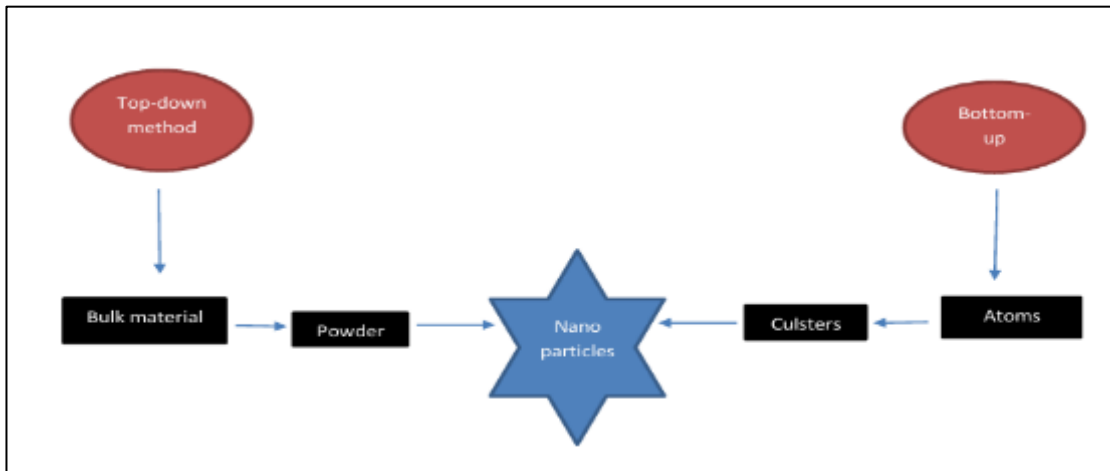 Top-down
method
Bottom-
up
Bulk material
Powder
Nano
particles
Culsters
Atoms